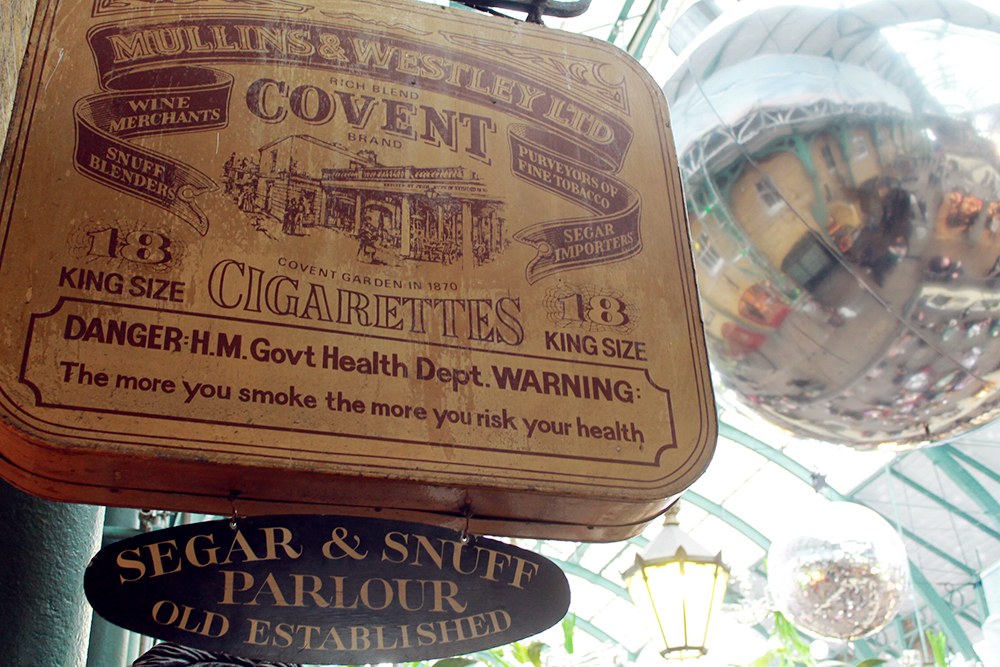 MULLINS & WESTLEY LTD
RICH BLEND
COVENT
BRAND
WINE
MERCHANTS
SNUFF
BLENDERS
PURVEYORS OF
FINE TOBACCO
SEGAR
IMPORTERS
COVENT GARDEN IN 1870
18
KING SIZE
CIGARETTES
18
KING SIZE
DANGER: H.M. Govt Health Dept. WARNING:
The more you smoke the more you risk your health
SEGAR & SNUFF
PARLOUR
OLD ESTABLISHED